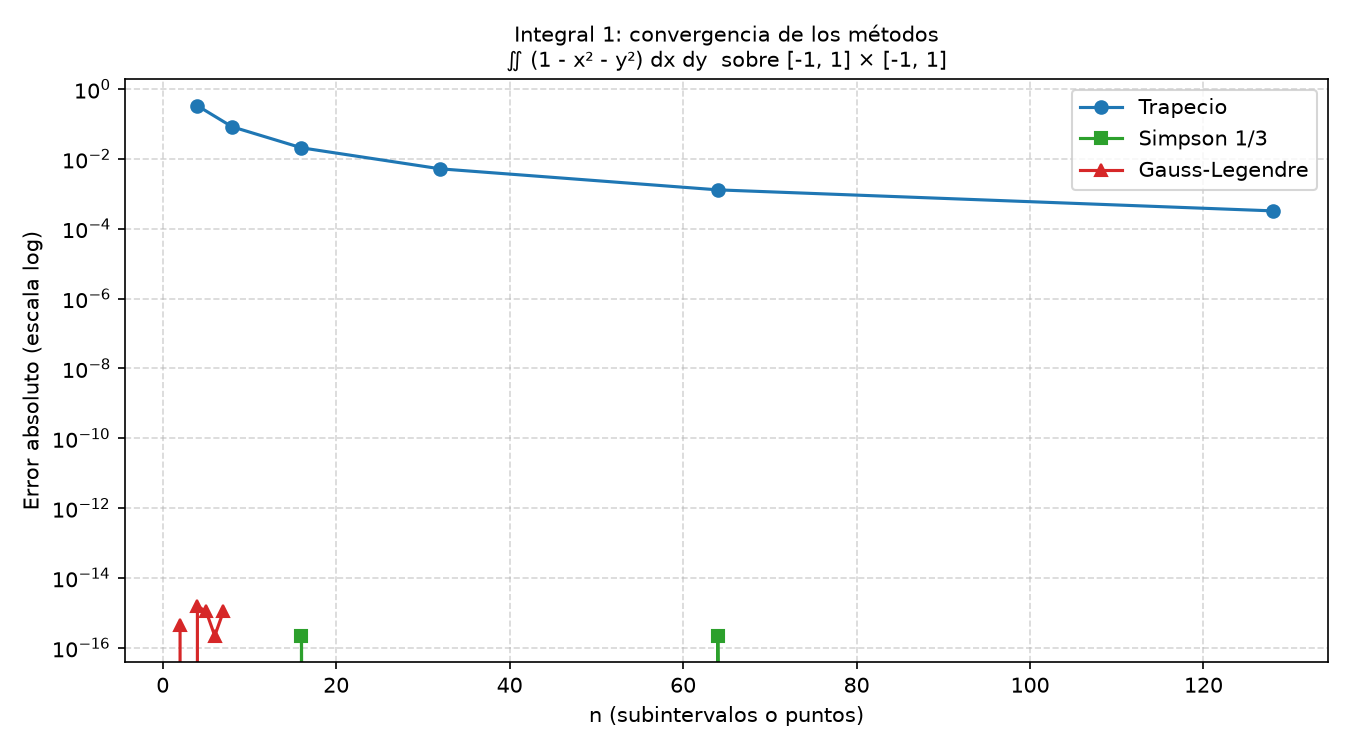 Integral 1: convergencia de los métodos
∬ (1 - x² - y²) dx dy sobre [-1, 1] × [-1, 1]
Trapecio
Simpson 1/3
Gauss-Legendre
Error absoluto (escala log)
10⁰
10⁻²
10⁻⁴
10⁻⁶
10⁻⁸
10⁻¹⁰
10⁻¹²
10⁻¹⁴
10⁻¹⁶
0 20 40 60 80 100 120
n (subintervalos o puntos)